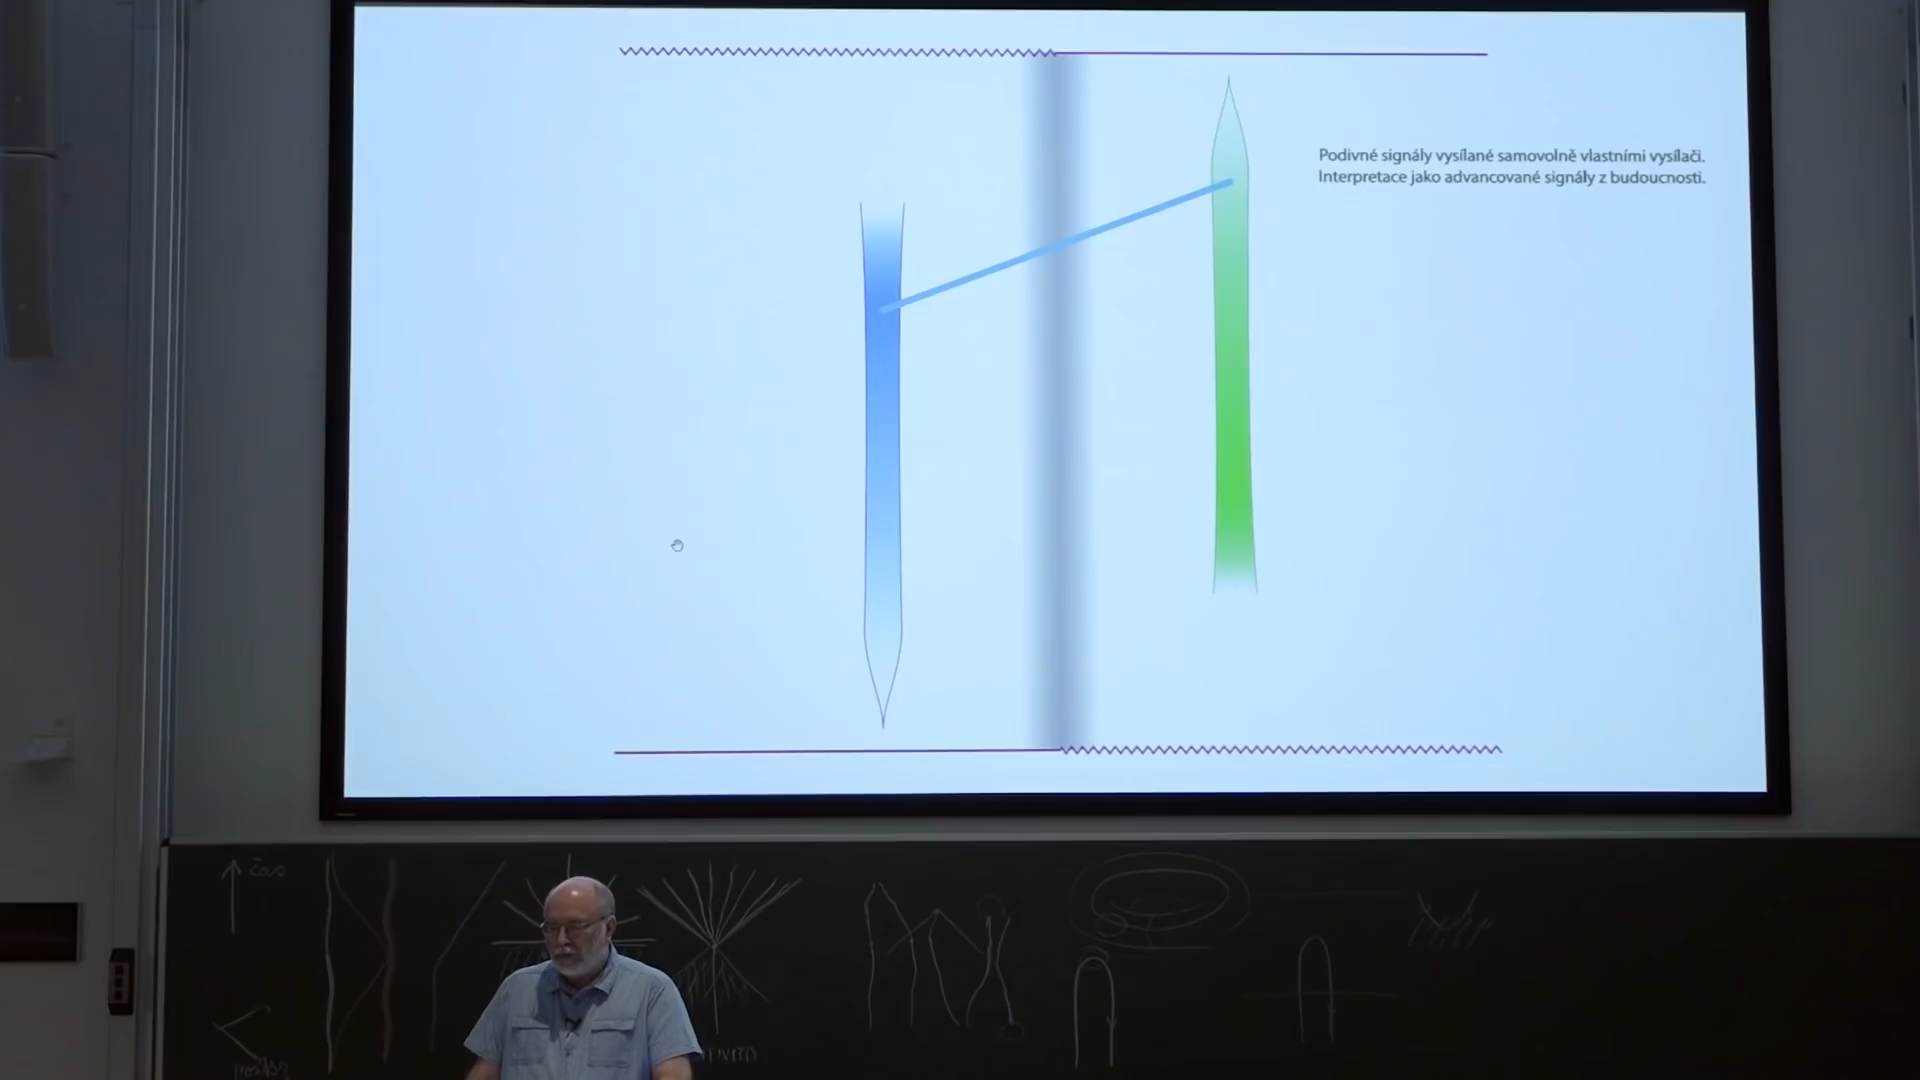 Podivné signály vysílané samovolně vlastními vysílači.
Interpretace jako advancované signály z budoucnosti.
čas